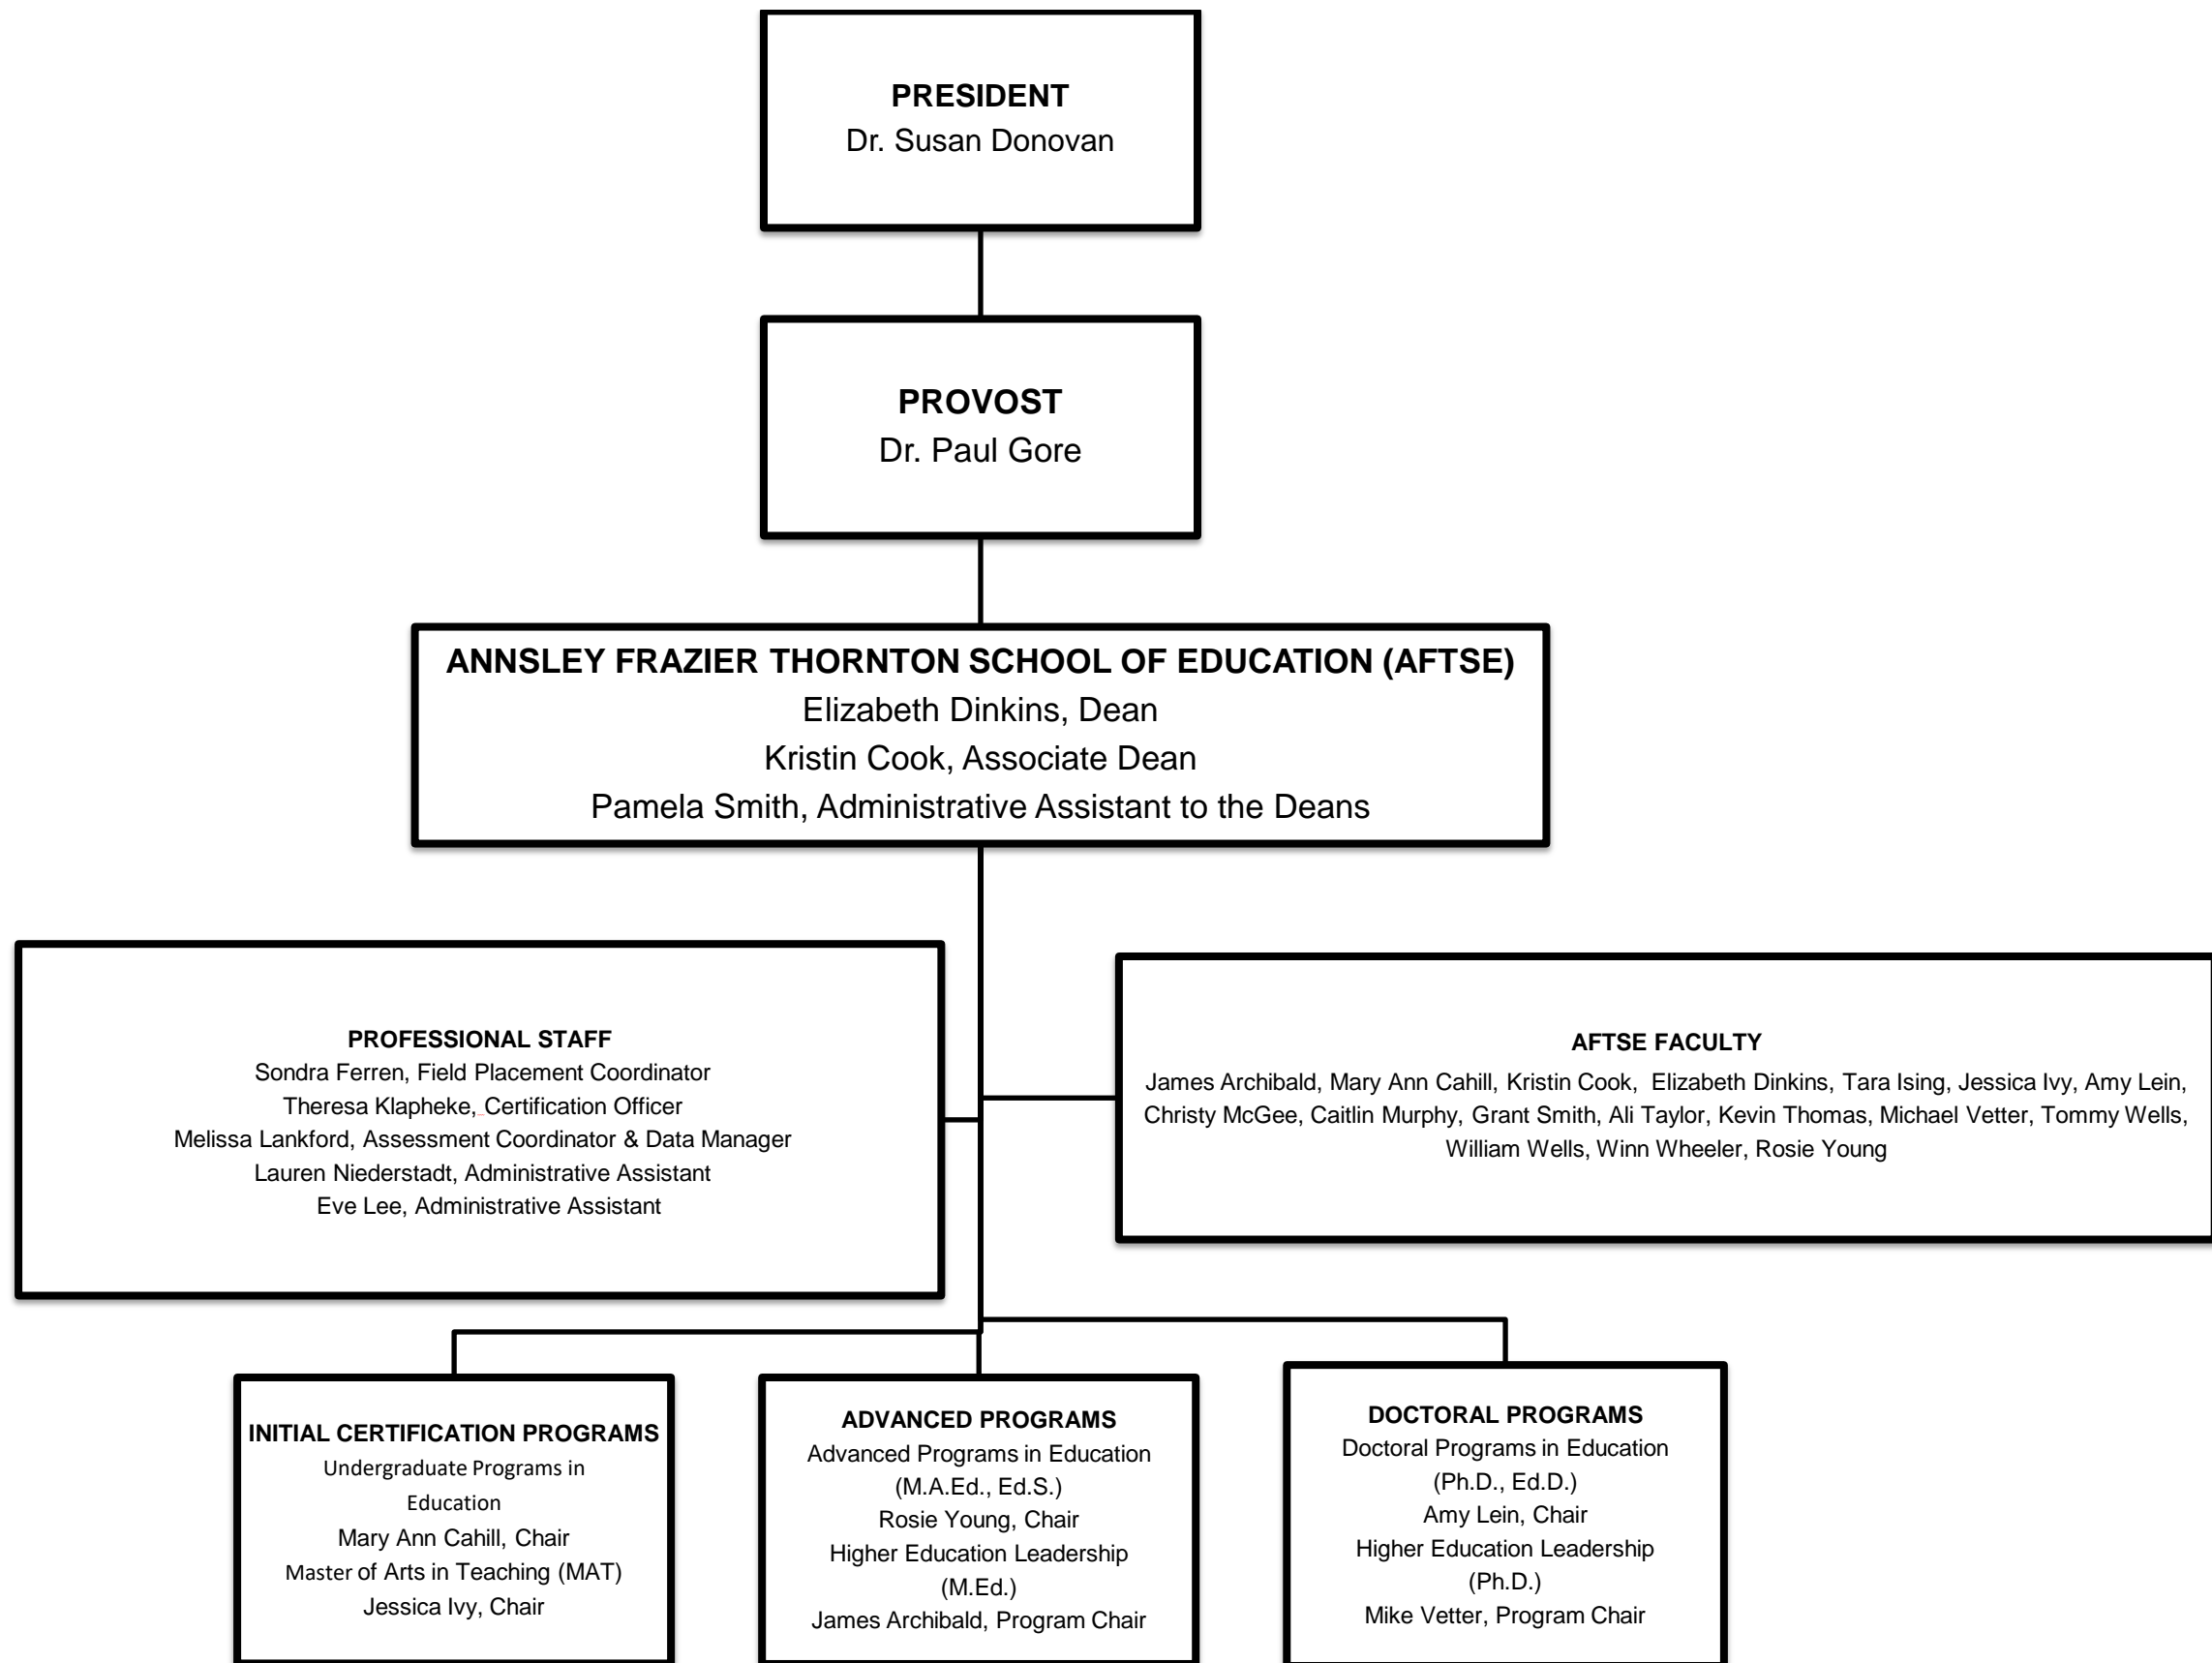 PRESIDENT
Dr. Susan Donovan
PROVOST
Dr. Paul Gore
ANNSLEY FRAZIER THORNTON SCHOOL OF EDUCATION (AFTSE)
Elizabeth Dinkins, Dean
Kristin Cook, Associate Dean
Pamela Smith, Administrative Assistant to the Deans
PROFESSIONAL STAFF
Sondra Ferren, Field Placement Coordinator
Theresa Klapheke, Certification Officer
Melissa Lankford, Assessment Coordinator & Data Manager
Lauren Niederstadt, Administrative Assistant
Eve Lee, Administrative Assistant
AFTSE FACULTY
James Archibald, Mary Ann Cahill, Kristin Cook, Elizabeth Dinkins, Tara Ising, Jessica Ivy, Amy Lein,
Christy McGee, Caitlin Murphy, Grant Smith, Ali Taylor, Kevin Thomas, Michael Vetter, Tommy Wells,
William Wells, Winn Wheeler, Rosie Young
INITIAL CERTIFICATION PROGRAMS
Undergraduate Programs in
Education
Mary Ann Cahill, Chair
Master of Arts in Teaching (MAT)
Jessica Ivy, Chair
ADVANCED PROGRAMS
Advanced Programs in Education
(M.A.Ed., Ed.S.)
Rosie Young, Chair
Higher Education Leadership
(M.Ed.)
James Archibald, Program Chair
DOCTORAL PROGRAMS
Doctoral Programs in Education
(Ph.D., Ed.D.)
Amy Lein, Chair
Higher Education Leadership
(Ph.D.)
Mike Vetter, Program Chair